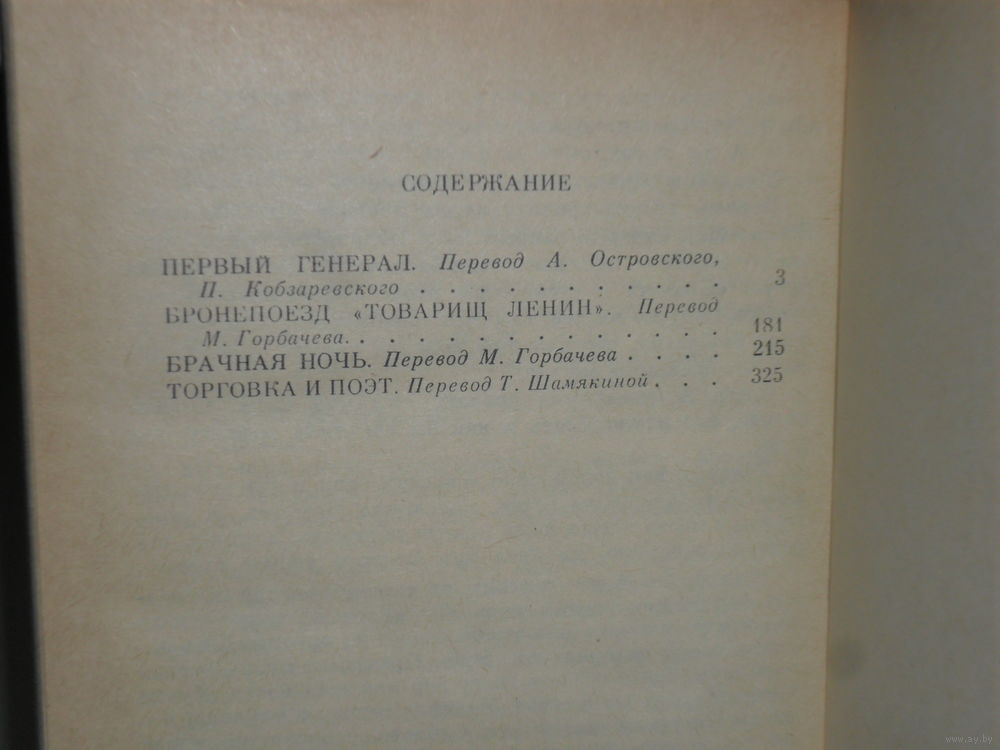 СОДЕРЖАНИЕ
ПЕРВЫЙ ГЕНЕРАЛ. Перевод А. Островского,
П. Кобзаревского . . . . . . . . . . . 3
БРОНЕПОЕЗД «ТОВАРИЩ ЛЕНИН». Перевод
М. Горбачева. . . . . . . . . . . . . 181
БРАЧНАЯ НОЧЬ. Перевод М. Горбачева . . . . 215
ТОРГОВКА И ПОЭТ. Перевод Т. Шамякиной . . . 325
www.ay.by